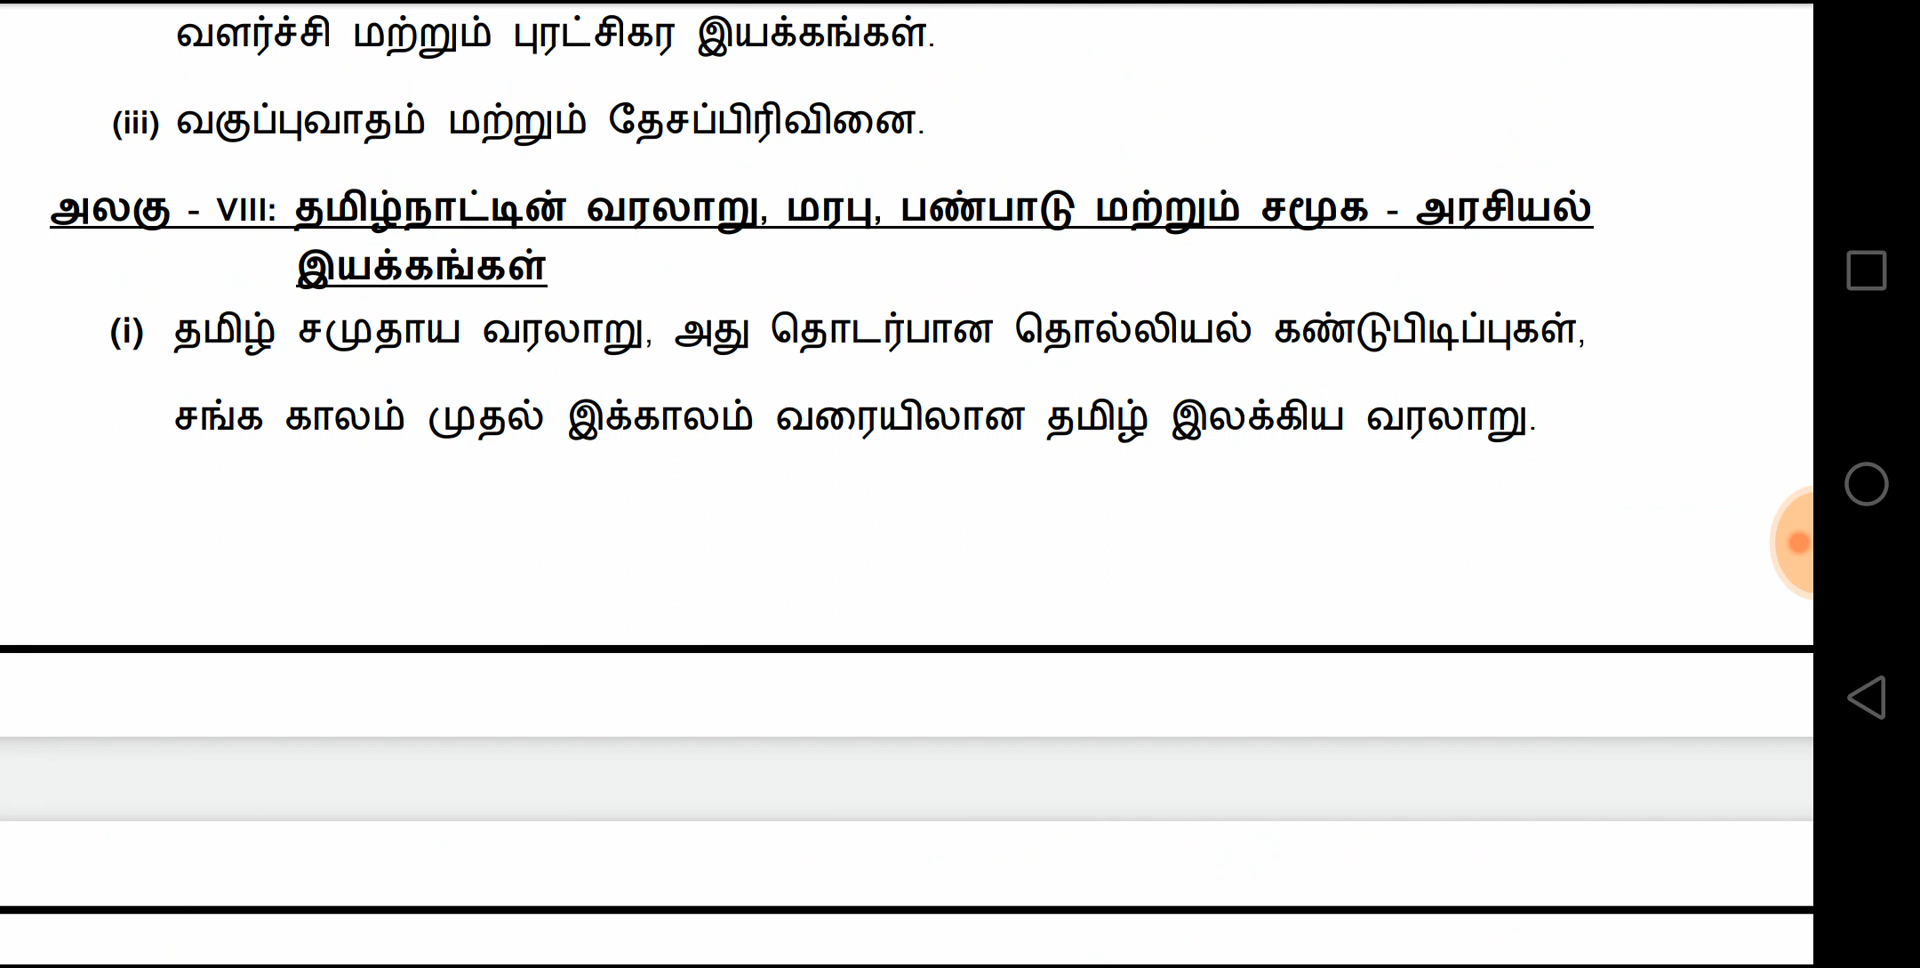 வளர்ச்சி மற்றும் புரட்சிகர இயக்கங்கள்.
(iii) வகுப்புவாதம் மற்றும் தேசப்பிரிவினை.
அலகு - VIII: தமிழ்நாட்டின் வரலாறு, மரபு, பண்பாடு மற்றும் சமூக - அரசியல்
இயக்கங்கள்
(i) தமிழ் சமுதாய வரலாறு, அது தொடர்பான தொல்லியல் கண்டுபிடிப்புகள்,
சங்க காலம் முதல் இக்காலம் வரையிலான தமிழ் இலக்கிய வரலாறு.